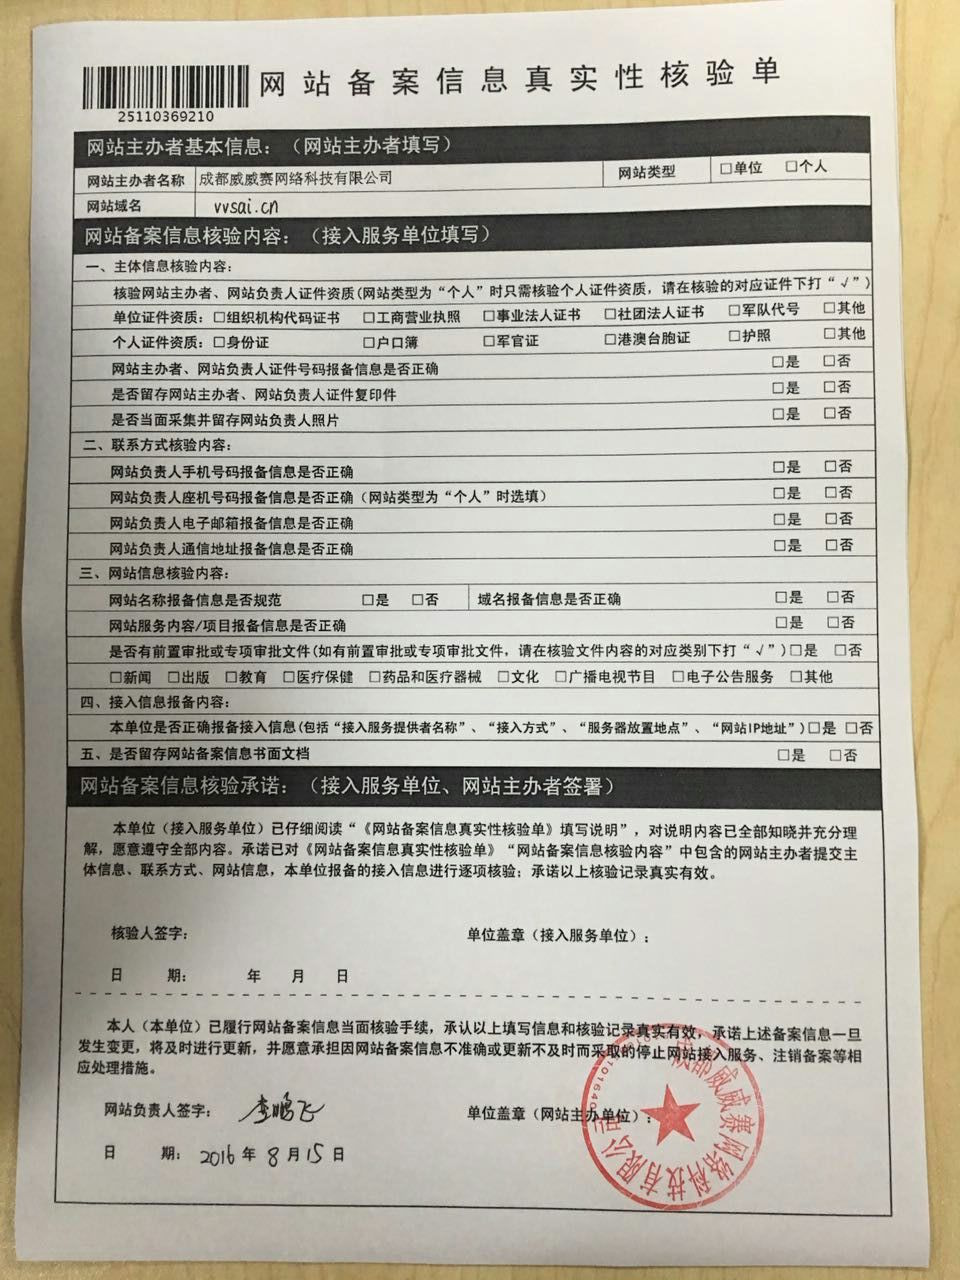 网站备案信息真实性核验单
25110369210
网站主办者基本信息：（网站主办者填写）
网站主办者名称 成都威威赛网络科技有限公司 网站类型 □单位 □个人
网站域名 vvsai.cn
网站备案信息核验内容：（接入服务单位填写）
一、主体信息核验内容：
核验网站主办者、网站负责人证件资质(网站类型为“个人”时只需核验个人证件资质，请在核验的对应证件下打“√”)
单位证件资质：□组织机构代码证书 □工商营业执照 □事业法人证书 □社团法人证书 □军队代号 □其他
个人证件资质：□身份证 □户口簿 □军官证 □港澳台胞证 □护照 □其他
网站主办者、网站负责人证件号码报备信息是否正确 □是 □否
是否留存网站主办者、网站负责人证件复印件 □是 □否
是否当面采集并留存网站负责人照片 □是 □否
二、联系方式核验内容：
网站负责人手机号码报备信息是否正确 □是 □否
网站负责人座机号码报备信息是否正确（网站类型为“个人”时选填） □是 □否
网站负责人电子邮箱报备信息是否正确 □是 □否
网站负责人通信地址报备信息是否正确 □是 □否
三、网站信息核验内容：
网站名称报备信息是否规范 □是 □否 域名报备信息是否正确 □是 □否
网站服务内容/项目报备信息是否正确 □是 □否
是否有前置审批或专项审批文件(如有前置审批或专项审批文件，请在核验文件内容的对应类别下打“√”)□是 □否
□新闻 □出版 □教育 □医疗保健 □药品和医疗器械 □文化 □广播电视节目 □电子公告服务 □其他
四、接入信息报备内容：
本单位是否正确报备接入信息(包括“接入服务提供者名称”、“接入方式”、“服务器放置地点”、“网站IP地址”)□是 □否
五、是否留存网站备案信息书面文档 □是 □否
网站备案信息核验承诺：（接入服务单位、网站主办者签署）
本单位（接入服务单位）已仔细阅读“《网站备案信息真实性核验单》填写说明”，对说明内容已全部知晓并充分理
解，愿意遵守全部内容。承诺已对《网站备案信息真实性核验单》“网站备案信息核验内容”中包含的网站主办者提交主
体信息、联系方式、网站信息，本单位报备的接入信息进行逐项核验；承诺以上核验记录真实有效。
核验人签字： 单位盖章（接入服务单位）：
日 期： 年 月 日
本人（本单位）已履行网站备案信息当面核验手续，承认以上填写信息和核验记录真实有效，承诺上述备案信息一旦
发生变更，将及时进行更新，并愿意承担因网站备案信息不准确或更新不及时而采取的停止网站接入服务、注销备案等相
应处理措施。
网站负责人签字： 李鹏飞 单位盖章（网站主办单位）：
日 期： 2016 年 8 月 15 日
成都威威赛网络科技有限公司